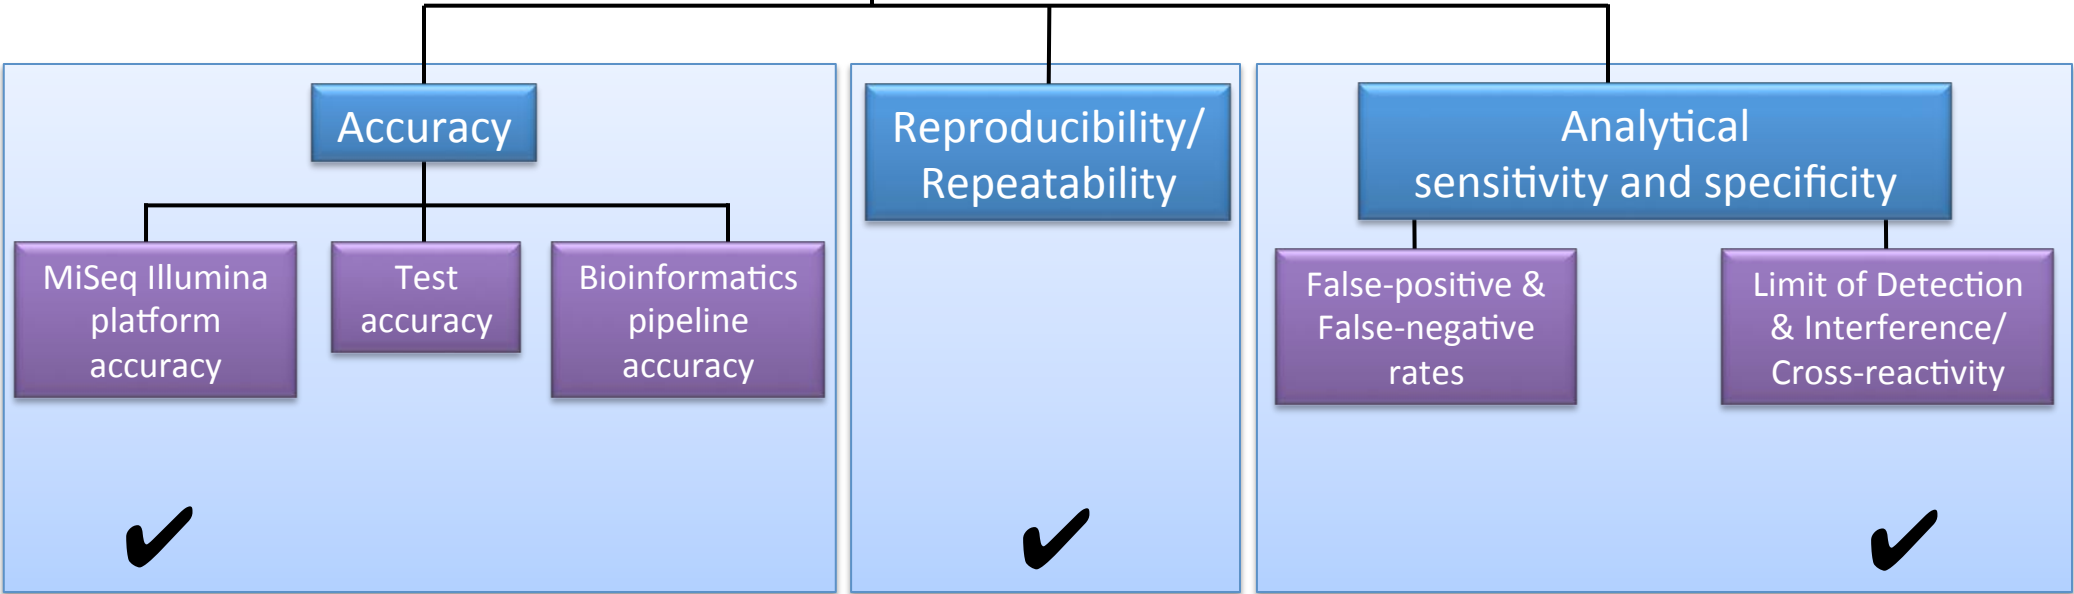 Accuracy
MiSeq Illumina
platform
accuracy
Test
accuracy
Bioinformatics
pipeline
accuracy
Reproducibility/
Repeatability
Analytical
sensitivity and specificity
False-positive &
False-negative
rates
Limit of Detection
& Interference/
Cross-reactivity